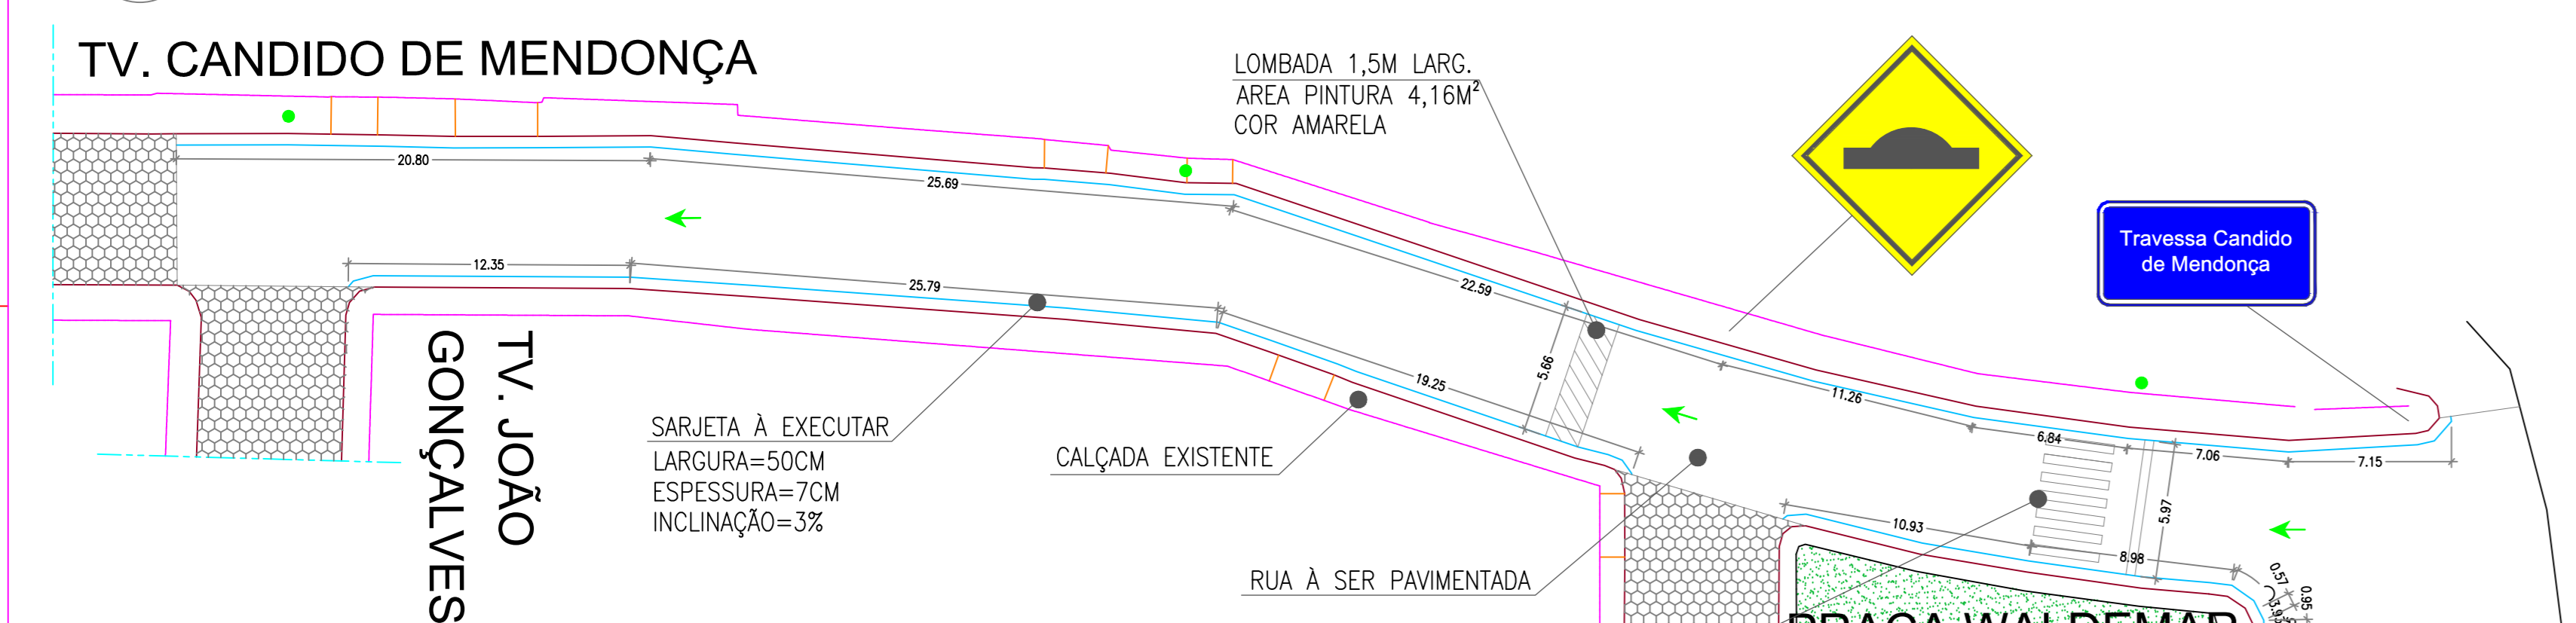 TV. CANDIDO DE MENDONÇA
LOMBADA 1,5M LARG.
AREA PINTURA 4,16M²
COR AMARELA
20.80
25.69
12.35
25.79
22.59
5.66
19.25
11.26
Travessa Candido
de Mendonça
6.84
7.06
7.15
5.97
10.93
8.98
0.57
0.95
TV. JOÃO
GONÇALVES
SARJETA À EXECUTAR
LARGURA=50CM
ESPESSURA=7CM
INCLINAÇÃO=3%
CALÇADA EXISTENTE
RUA À SER PAVIMENTADA
PRAÇA WALDEMAR